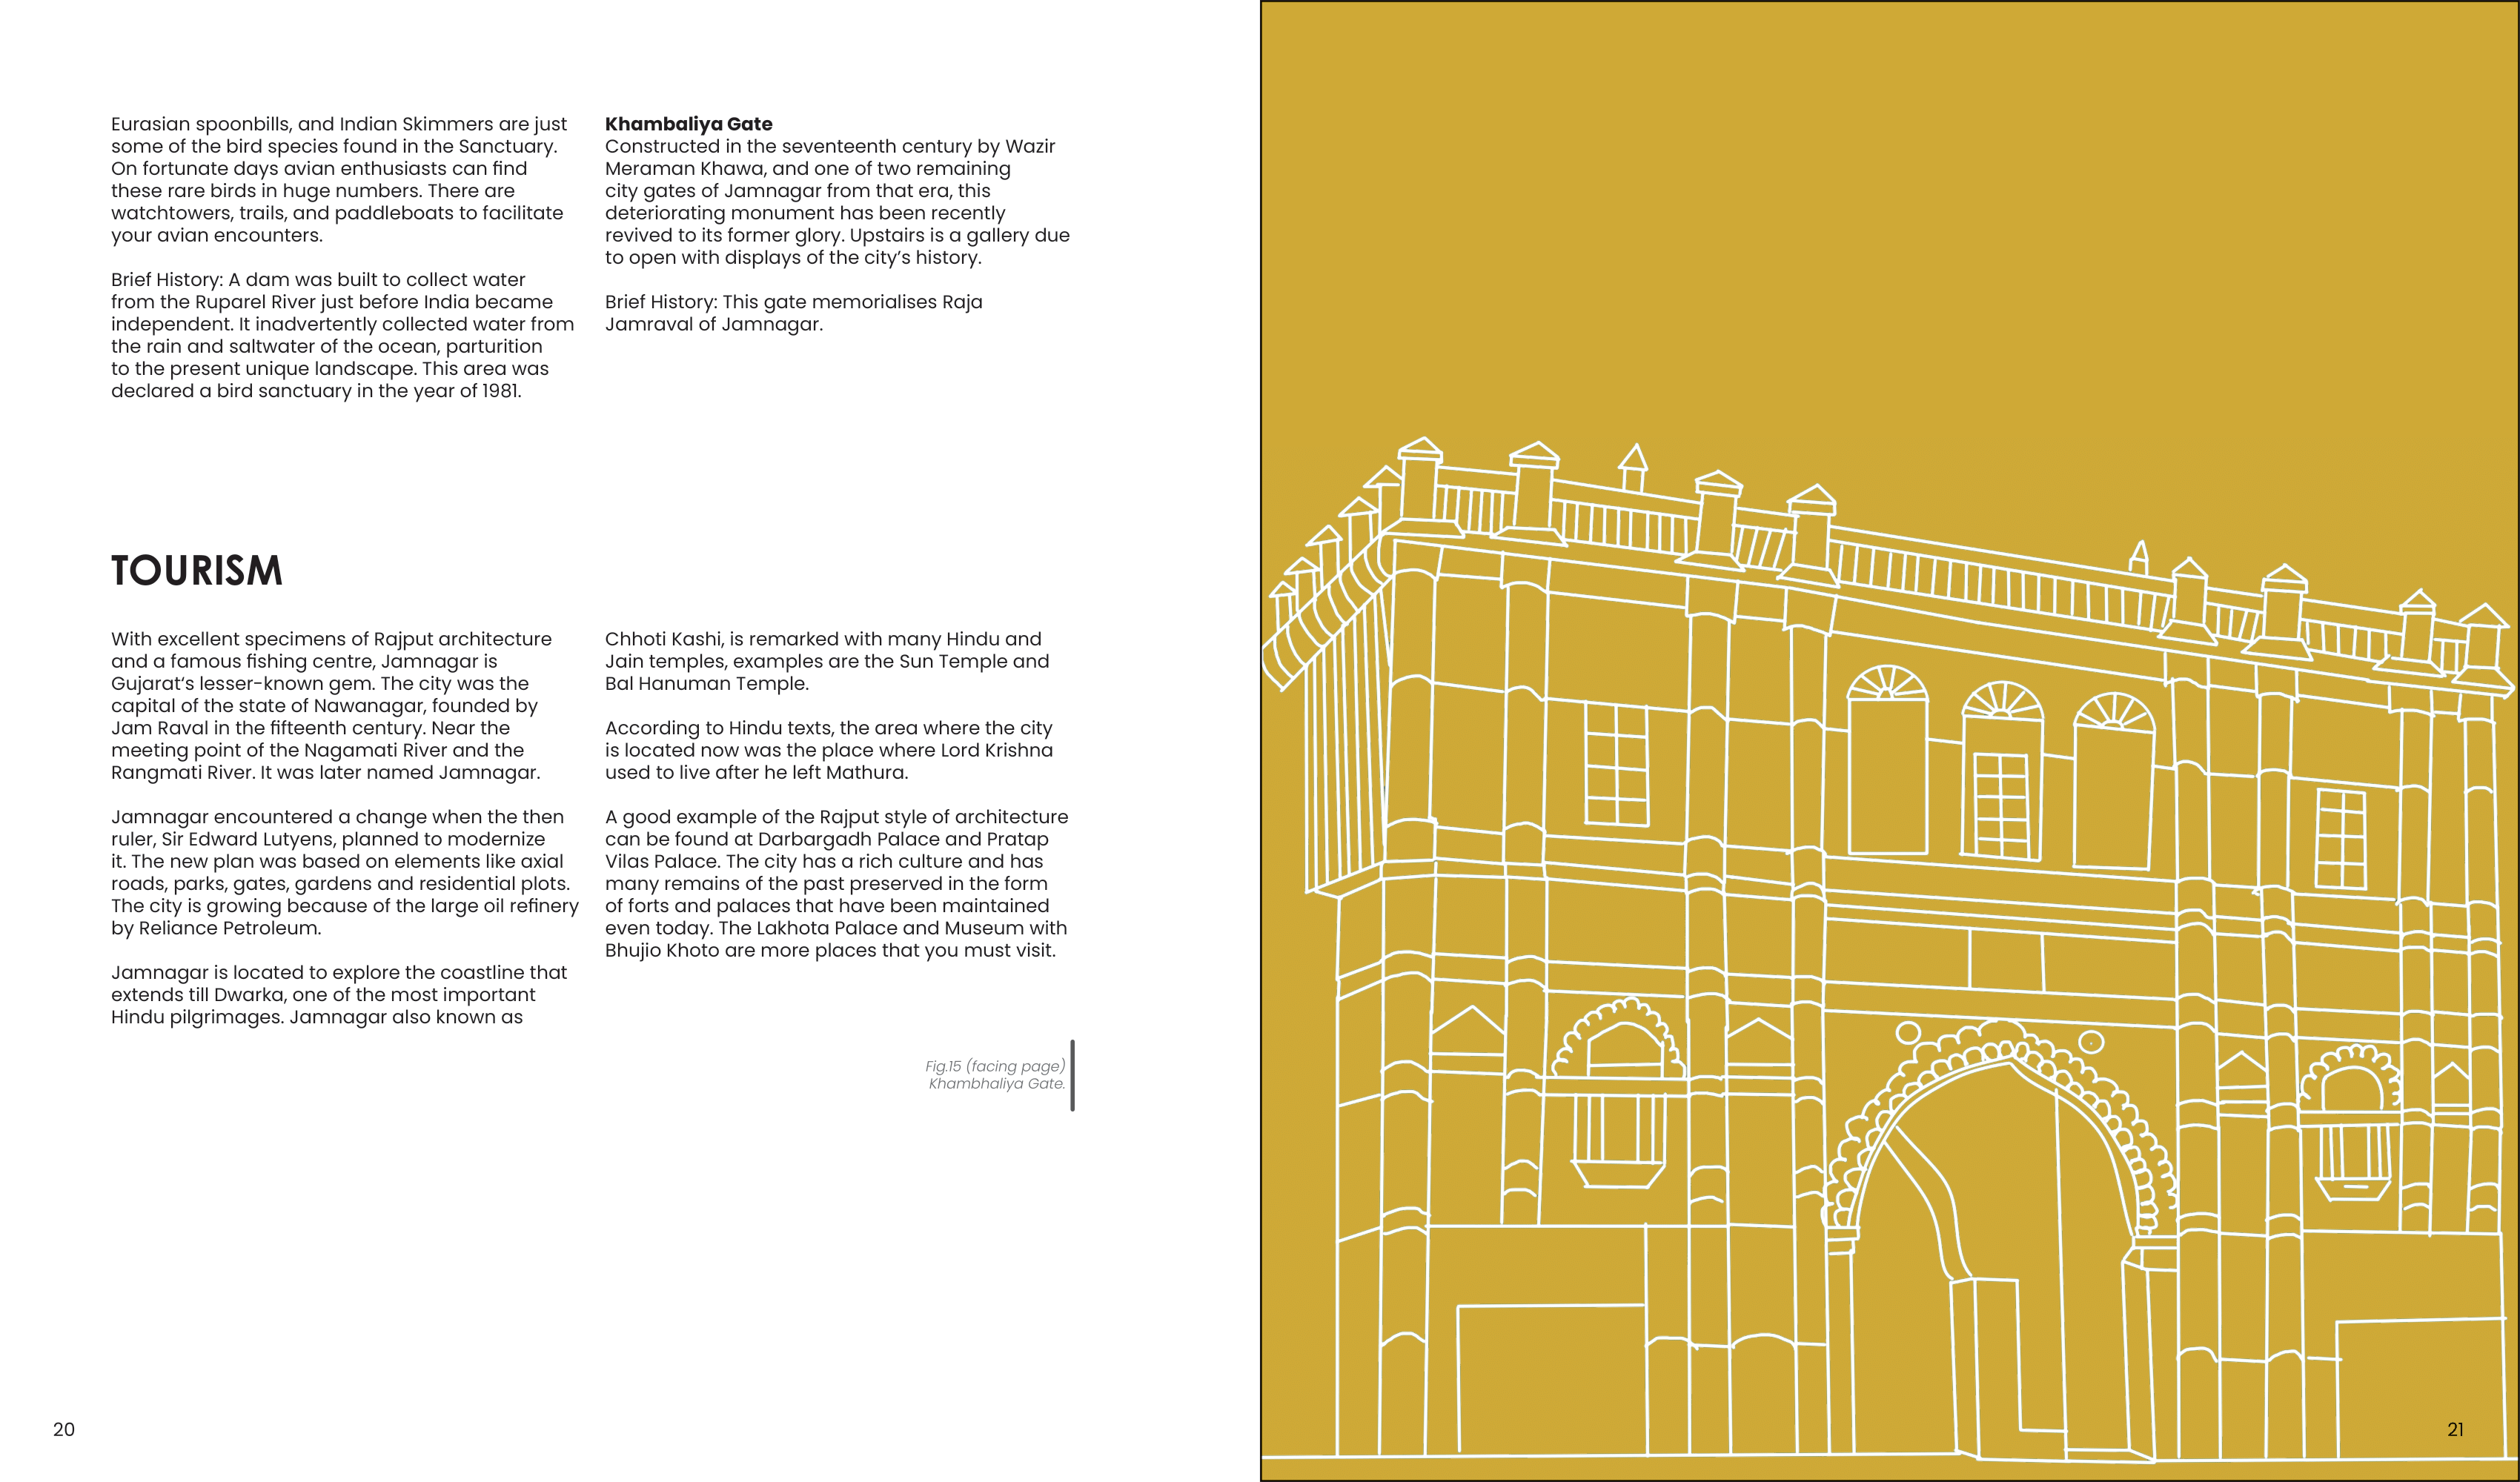 Eurasian spoonbills, and Indian Skimmers are just
some of the bird species found in the Sanctuary.
On fortunate days avian enthusiasts can find
these rare birds in huge numbers. There are
watchtowers, trails, and paddleboats to facilitate
your avian encounters.
Brief History: A dam was built to collect water
from the Ruparel River just before India became
independent. It inadvertently collected water from
the rain and saltwater of the ocean, parturition
to the present unique landscape. This area was
declared a bird sanctuary in the year of 1981.
Khambaliya Gate
Constructed in the seventeenth century by Wazir
Meraman Khawa, and one of two remaining
city gates of Jamnagar from that era, this
deteriorating monument has been recently
revived to its former glory. Upstairs is a gallery due
to open with displays of the city’s history.
Brief History: This gate memorialises Raja
Jamraval of Jamnagar.
TOURISM
With excellent specimens of Rajput architecture
and a famous fishing centre, Jamnagar is
Gujarat‘s lesser-known gem. The city was the
capital of the state of Nawanagar, founded by
Jam Raval in the fifteenth century. Near the
meeting point of the Nagamati River and the
Rangmati River. It was later named Jamnagar.
Jamnagar encountered a change when the then
ruler, Sir Edward Lutyens, planned to modernize
it. The new plan was based on elements like axial
roads, parks, gates, gardens and residential plots.
The city is growing because of the large oil refinery
by Reliance Petroleum.
Jamnagar is located to explore the coastline that
extends till Dwarka, one of the most important
Hindu pilgrimages. Jamnagar also known as
Chhoti Kashi, is remarked with many Hindu and
Jain temples, examples are the Sun Temple and
Bal Hanuman Temple.
According to Hindu texts, the area where the city
is located now was the place where Lord Krishna
used to live after he left Mathura.
A good example of the Rajput style of architecture
can be found at Darbargadh Palace and Pratap
Vilas Palace. The city has a rich culture and has
many remains of the past preserved in the form
of forts and palaces that have been maintained
even today. The Lakhota Palace and Museum with
Bhujio Khoto are more places that you must visit.
Fig.15 (facing page)
Khambhaliya Gate.
20
21